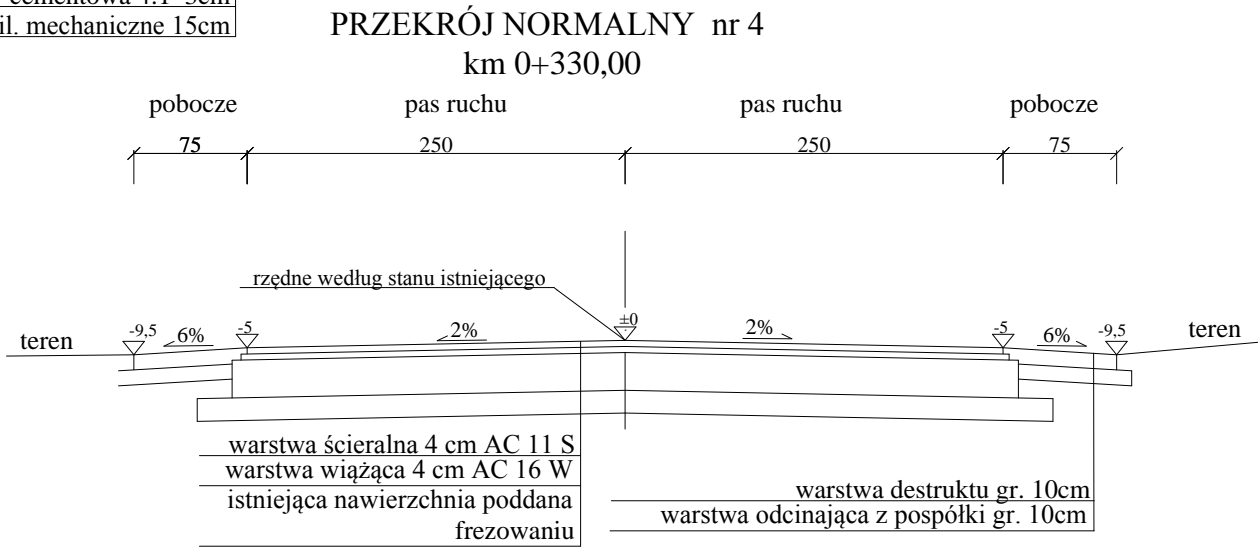 cementowa 4:1 3cm
il. mechaniczne 15cm
PRZEKRÓJ NORMALNY nr 4
km 0+330,00
pobocze pas ruchu pas ruchu pobocze
75 250 250 75
rzędne według stanu istniejącego
teren -9,5 6% -5 2% ±0 2% -5 6% -9,5 teren
warstwa ścieralna 4 cm AC 11 S
warstwa wiążąca 4 cm AC 16 W
istniejąca nawierzchnia poddana
frezowaniu
warstwa destruktu gr. 10cm
warstwa odcinająca z pospółki gr. 10cm